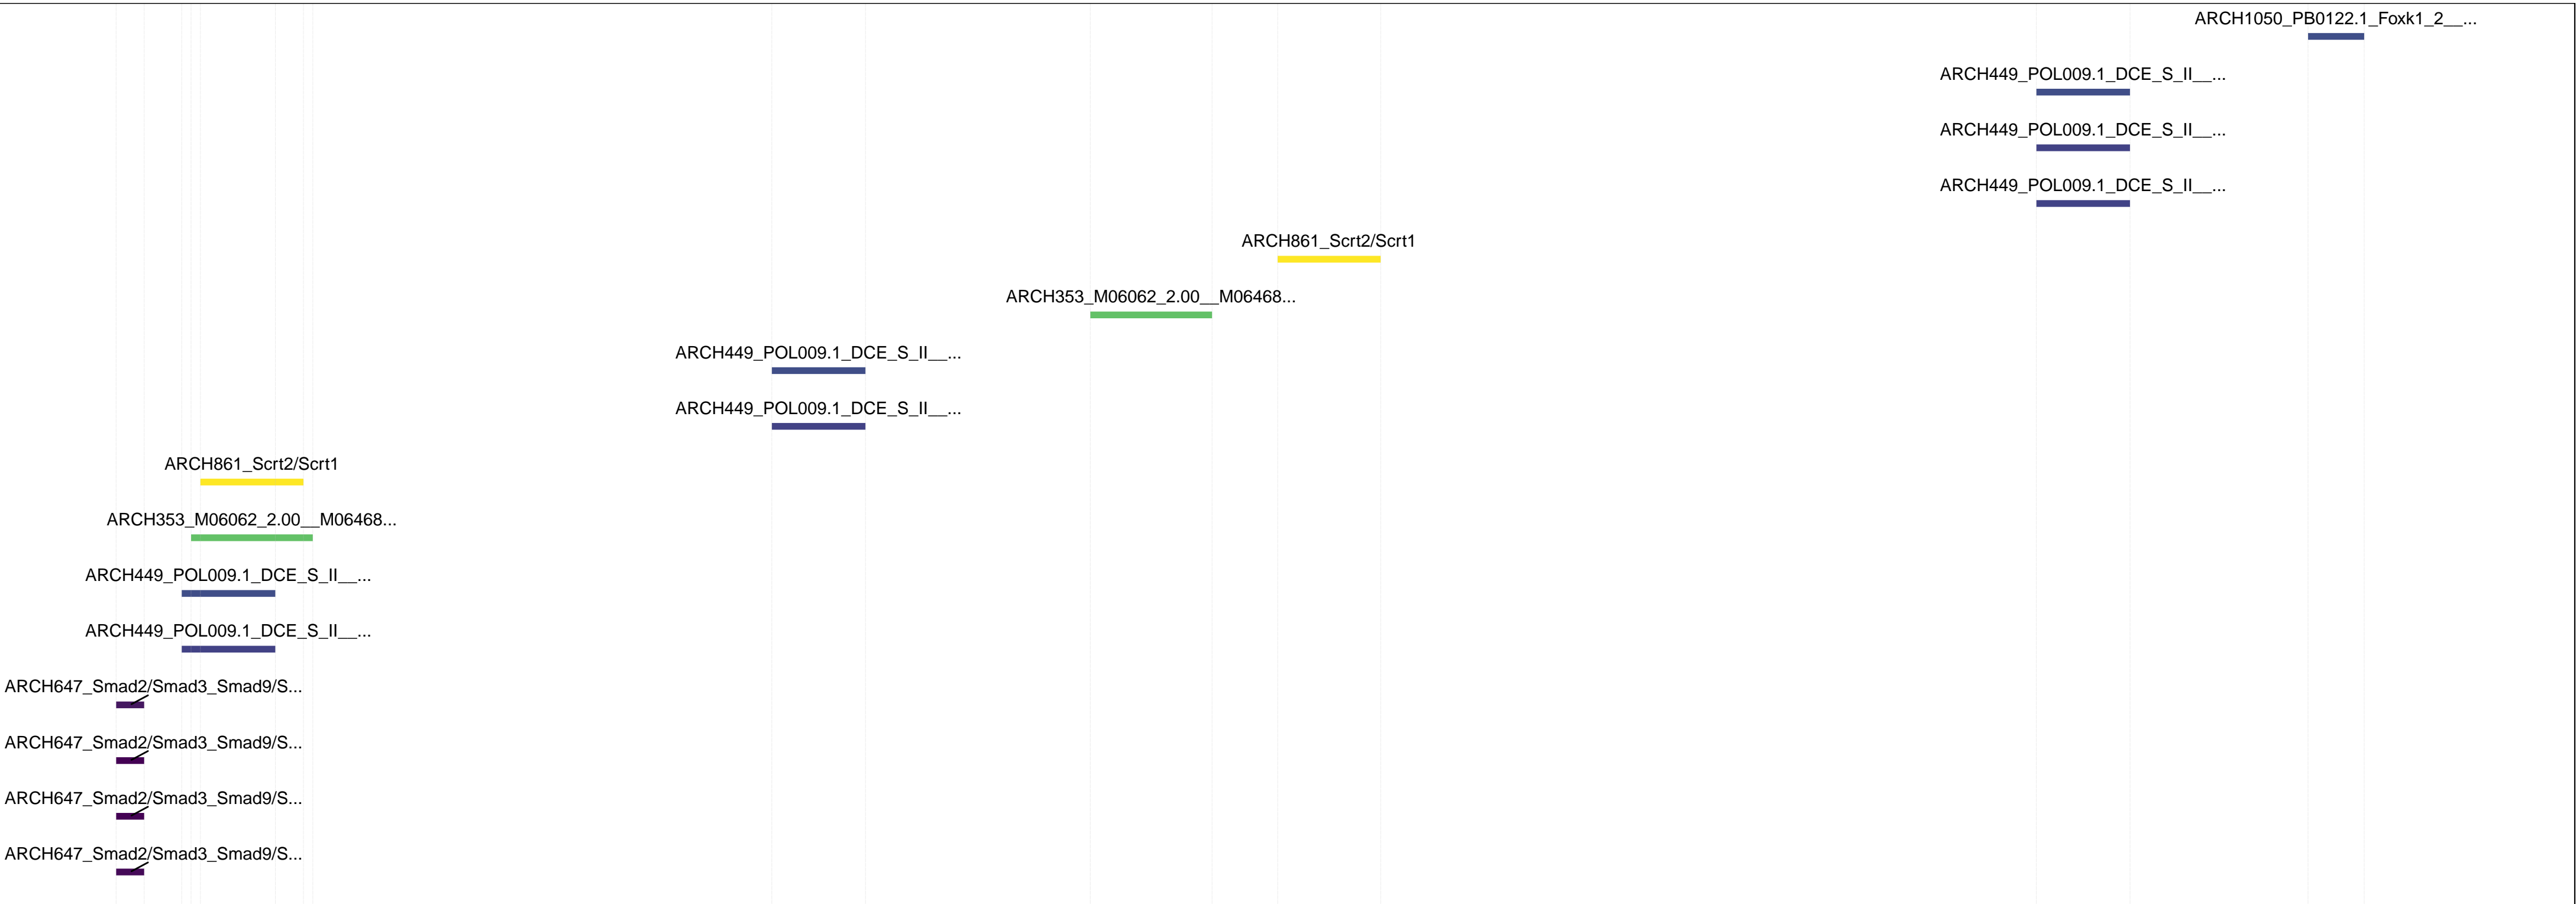 ARCH1050_PB0122.1_Foxk1_2__...
ARCH449_POL009.1_DCE_S_II__...
ARCH449_POL009.1_DCE_S_II__...
ARCH449_POL009.1_DCE_S_II__...
ARCH861_Scrt2/Scrt1
ARCH353_M06062_2.00__M06468...
ARCH449_POL009.1_DCE_S_II__...
ARCH449_POL009.1_DCE_S_II__...
ARCH861_Scrt2/Scrt1
ARCH353_M06062_2.00__M06468...
ARCH449_POL009.1_DCE_S_II__...
ARCH449_POL009.1_DCE_S_II__...
ARCH647_Smad2/Smad3_Smad9/S...
ARCH647_Smad2/Smad3_Smad9/S...
ARCH647_Smad2/Smad3_Smad9/S...
ARCH647_Smad2/Smad3_Smad9/S...